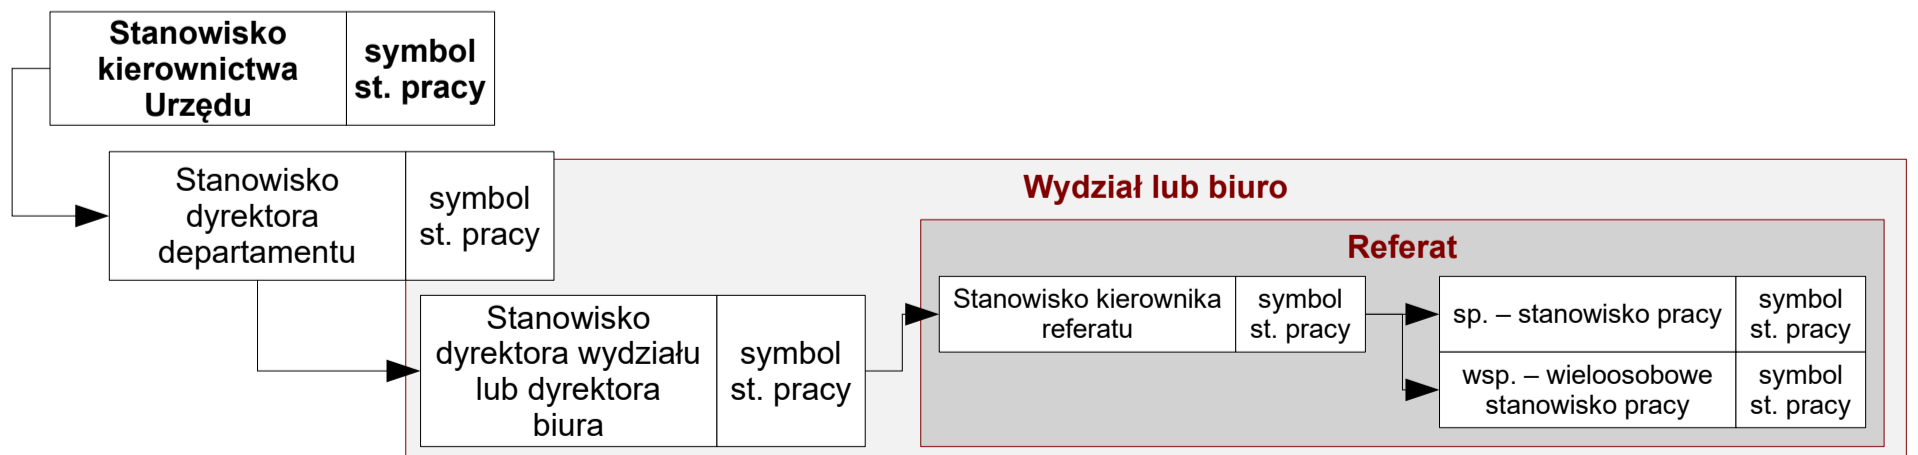 Stanowisko
kierownictwa
Urzędu
symbol
st. pracy
Stanowisko
dyrektora
departamentu
symbol
st. pracy
Wydział lub biuro
Stanowisko
dyrektora wydziału
lub dyrektora
biura
symbol
st. pracy
Referat
Stanowisko kierownika
referatu
symbol
st. pracy
sp. – stanowisko pracy
symbol
st. pracy
wsp. – wieloosobowe
stanowisko pracy
symbol
st. pracy